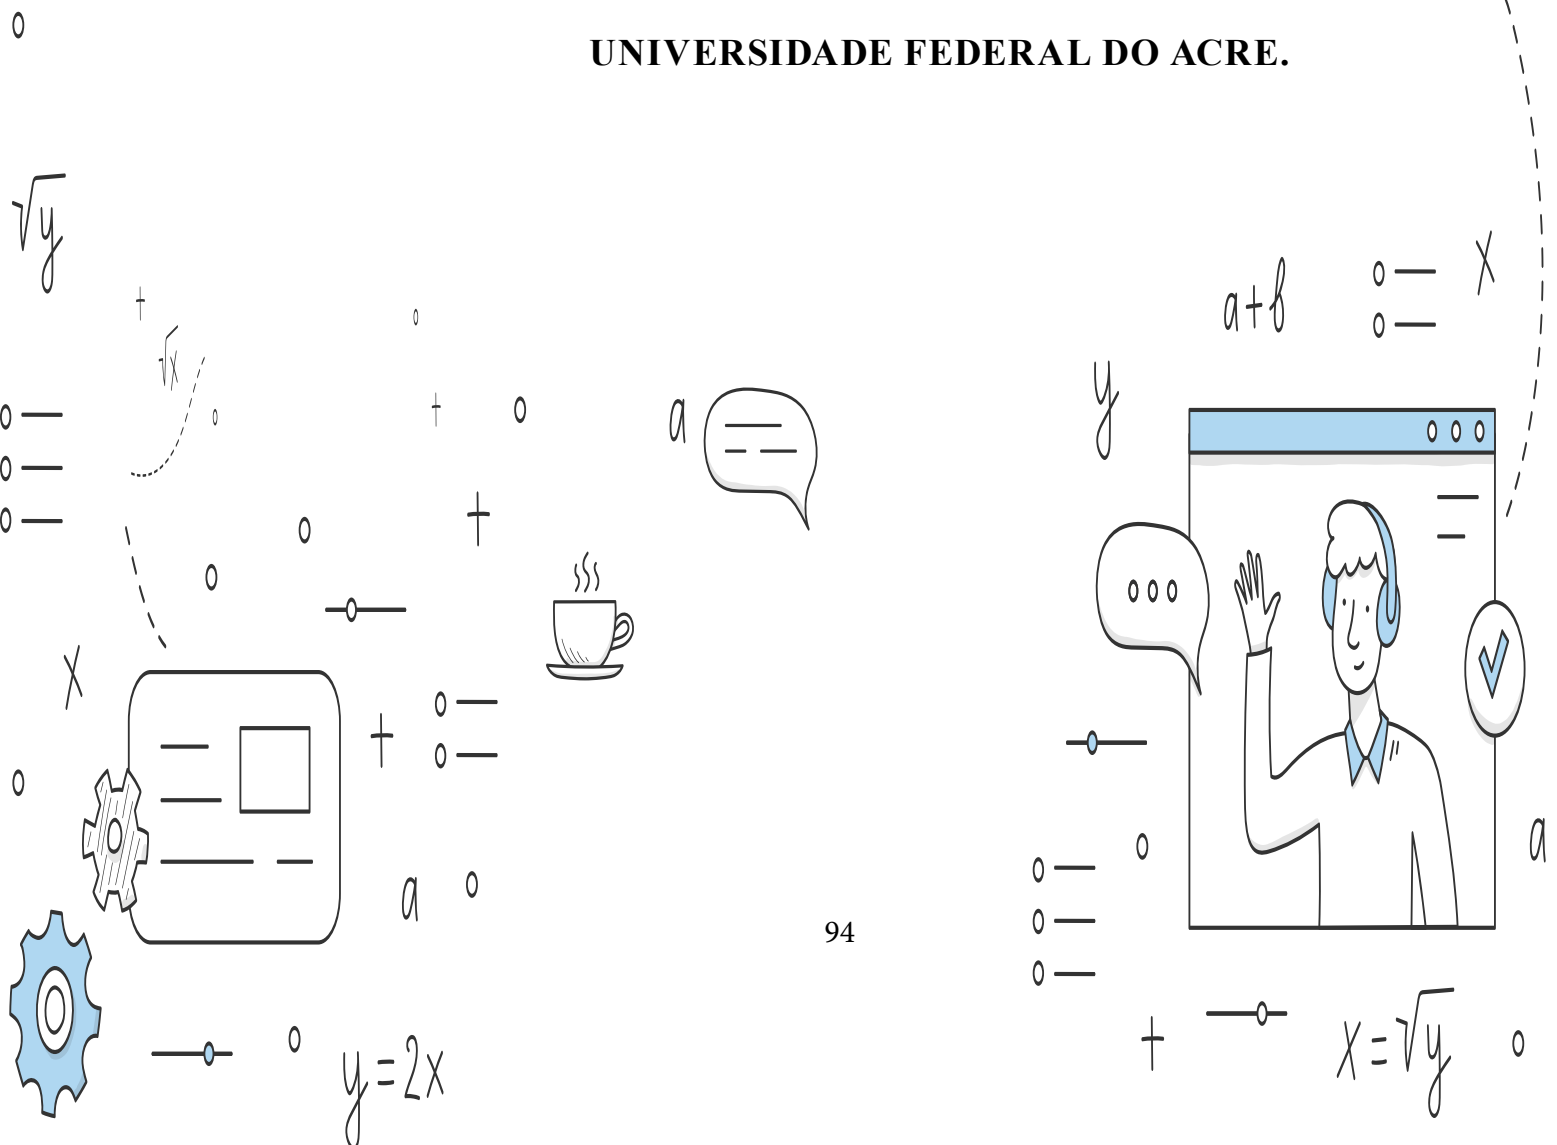 UNIVERSIDADE FEDERAL DO ACRE.
√y
x
a+b
√x
y
a
x
a
a
94
x=√y
y=2x